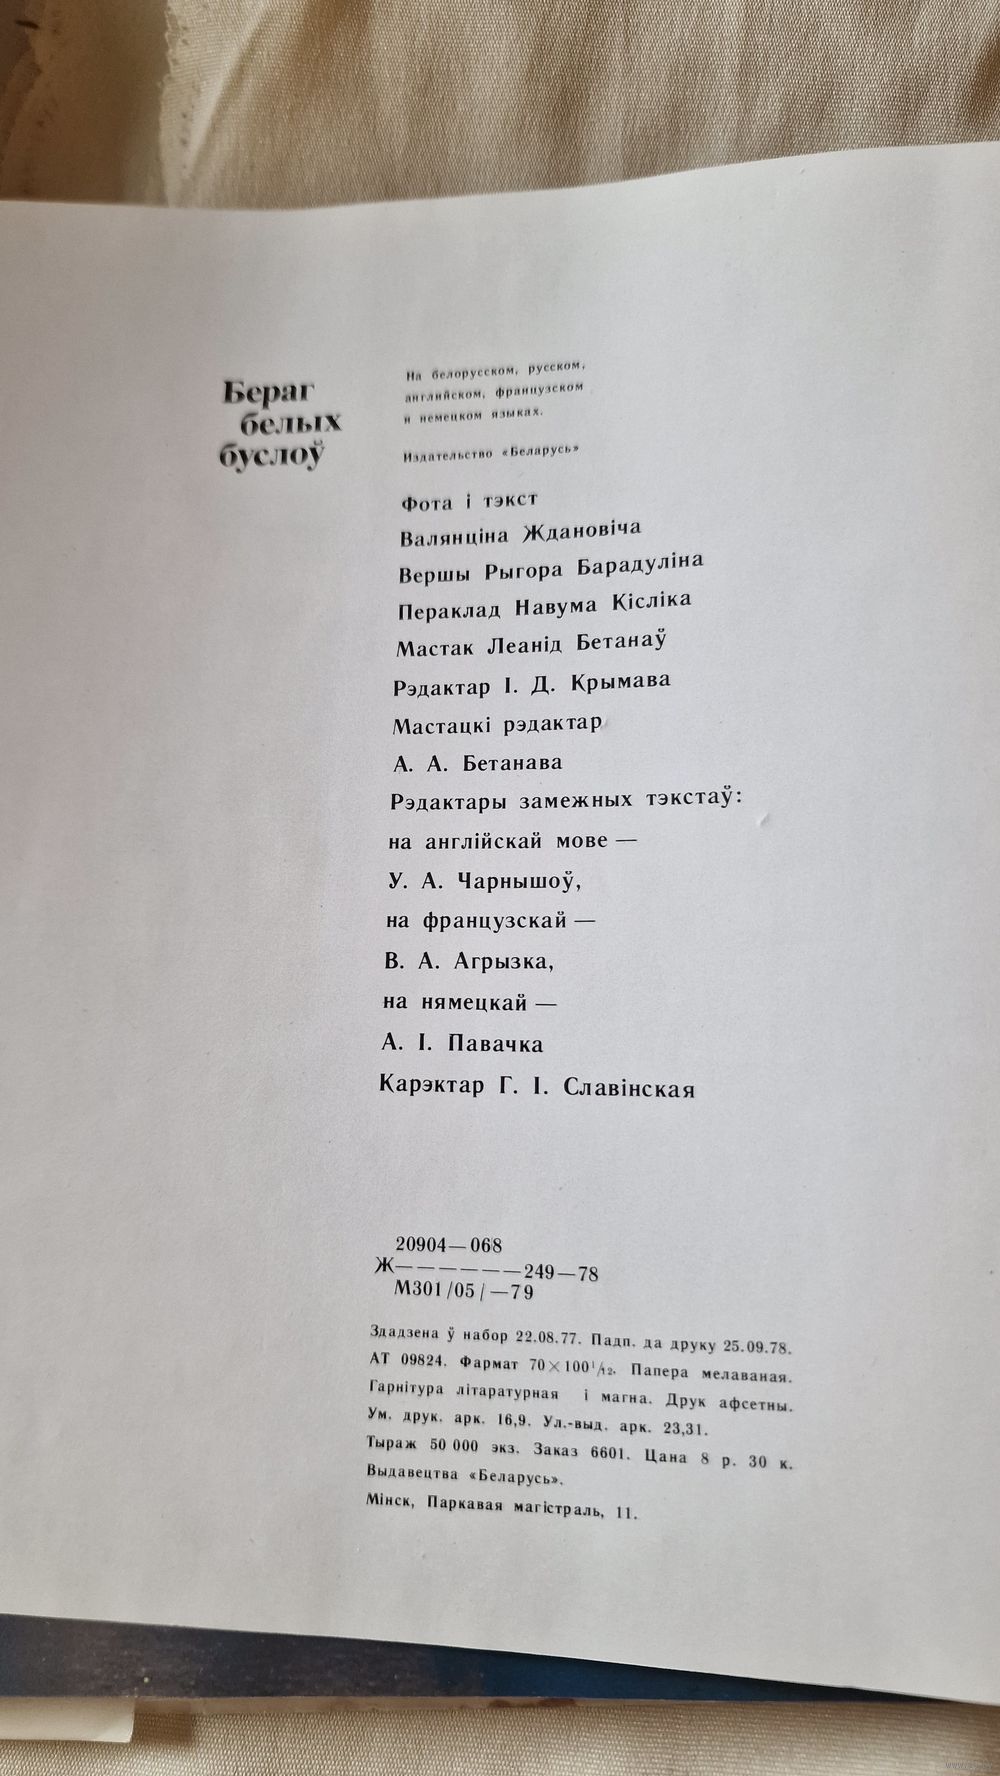 Бераг
белых
буслоў
На белорусском, русском,
английском, французском
и немецком языках.
Издательство «Беларусь»
Фота і тэкст
Валянціна Ждановіча
Вершы Рыгора Барадуліна
Пераклад Навума Кісліка
Мастак Леанід Бетанаў
Рэдактар І. Д. Крымава
Мастацкі рэдактар
А. А. Бетанава
Рэдактары замежных тэкстаў:
на англійскай мове —
У. А. Чарнышоў,
на французскай —
В. А. Агрызка,
на нямецкай —
А. І. Павачка
Карэктар Г. І. Славінская
20904—068
Ж——————249—78
М301/05/—79
Здадзена ў набор 22.08.77. Падп. да друку 25.09.78.
АТ 09824. Фармат 70×100¹/₁₂. Папера мелаваная.
Гарнітура літаратурная і магна. Друк афсетны.
Ум. друк. арк. 16,9. Ул.-выд. арк. 23,31.
Тыраж 50 000 экз. Заказ 6601. Цана 8 р. 30 к.
Выдавецтва «Беларусь».
Мінск, Паркавая магістраль, 11.